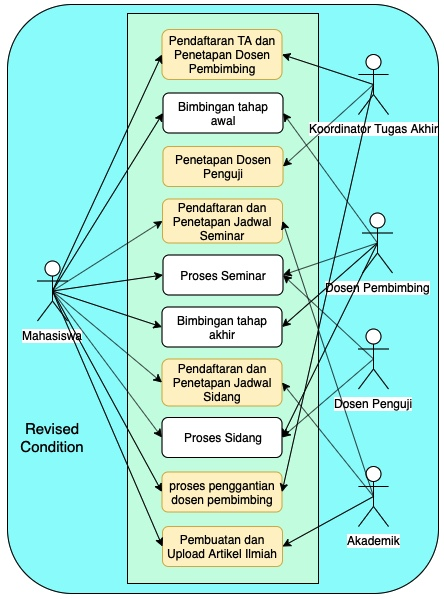 Pendaftaran TA dan
Penetapan Dosen
Pembimbing
Bimbingan tahap
awal
Koordinator Tugas Akhir
Penetapan Dosen
Penguji
Pendaftaran dan
Penetapan Jadwal
Seminar
Proses Seminar
Dosen Pembimbing
Bimbingan tahap
akhir
Mahasiswa
Pendaftaran dan
Penetapan Jadwal
Sidang
Dosen Penguji
Revised
Condition
Proses Sidang
proses penggantian
dosen pembimbing
Pembuatan dan
Upload Artikel Ilmiah
Akademik